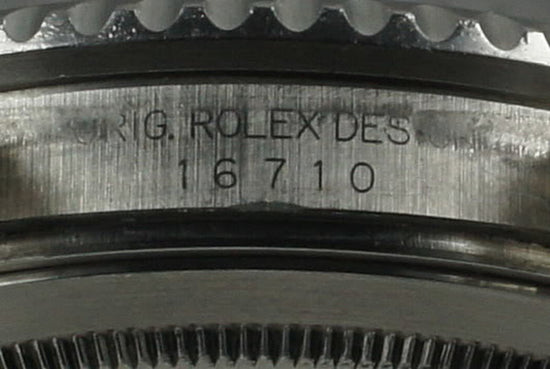 ORIG. ROLEX DES
16710